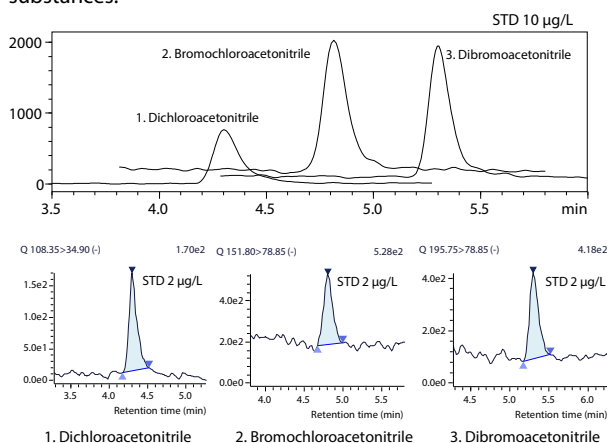 substances.
STD 10 µg/L
2000
2. Bromochloroacetonitrile
3. Dibromoacetonitrile
1000
1. Dichloroacetonitrile
0
3.5 4.0 4.5 5.0 5.5 min
Q 108.35>34.90 (-) 1.70e2
Q 151.80>78.85 (-) 5.28e2
Q 195.75>78.85 (-) 4.18e2
1.5e2 STD 2 µg/L
1.0e2
5.0e1
0.0e0
3.5 4.0 4.5 5.0
Retention time (min)
4.0e2 STD 2 µg/L
2.0e2
0.0e0
4.0 4.5 5.0 5.5
Retention time (min)
4.0e2 STD 2 µg/L
2.0e2
0.0e0
4.5 5.0 5.5 6.0
Retention time (min)
1. Dichloroacetonitrile
2. Bromochloroacetonitrile
3. Dibromoacetonitrile